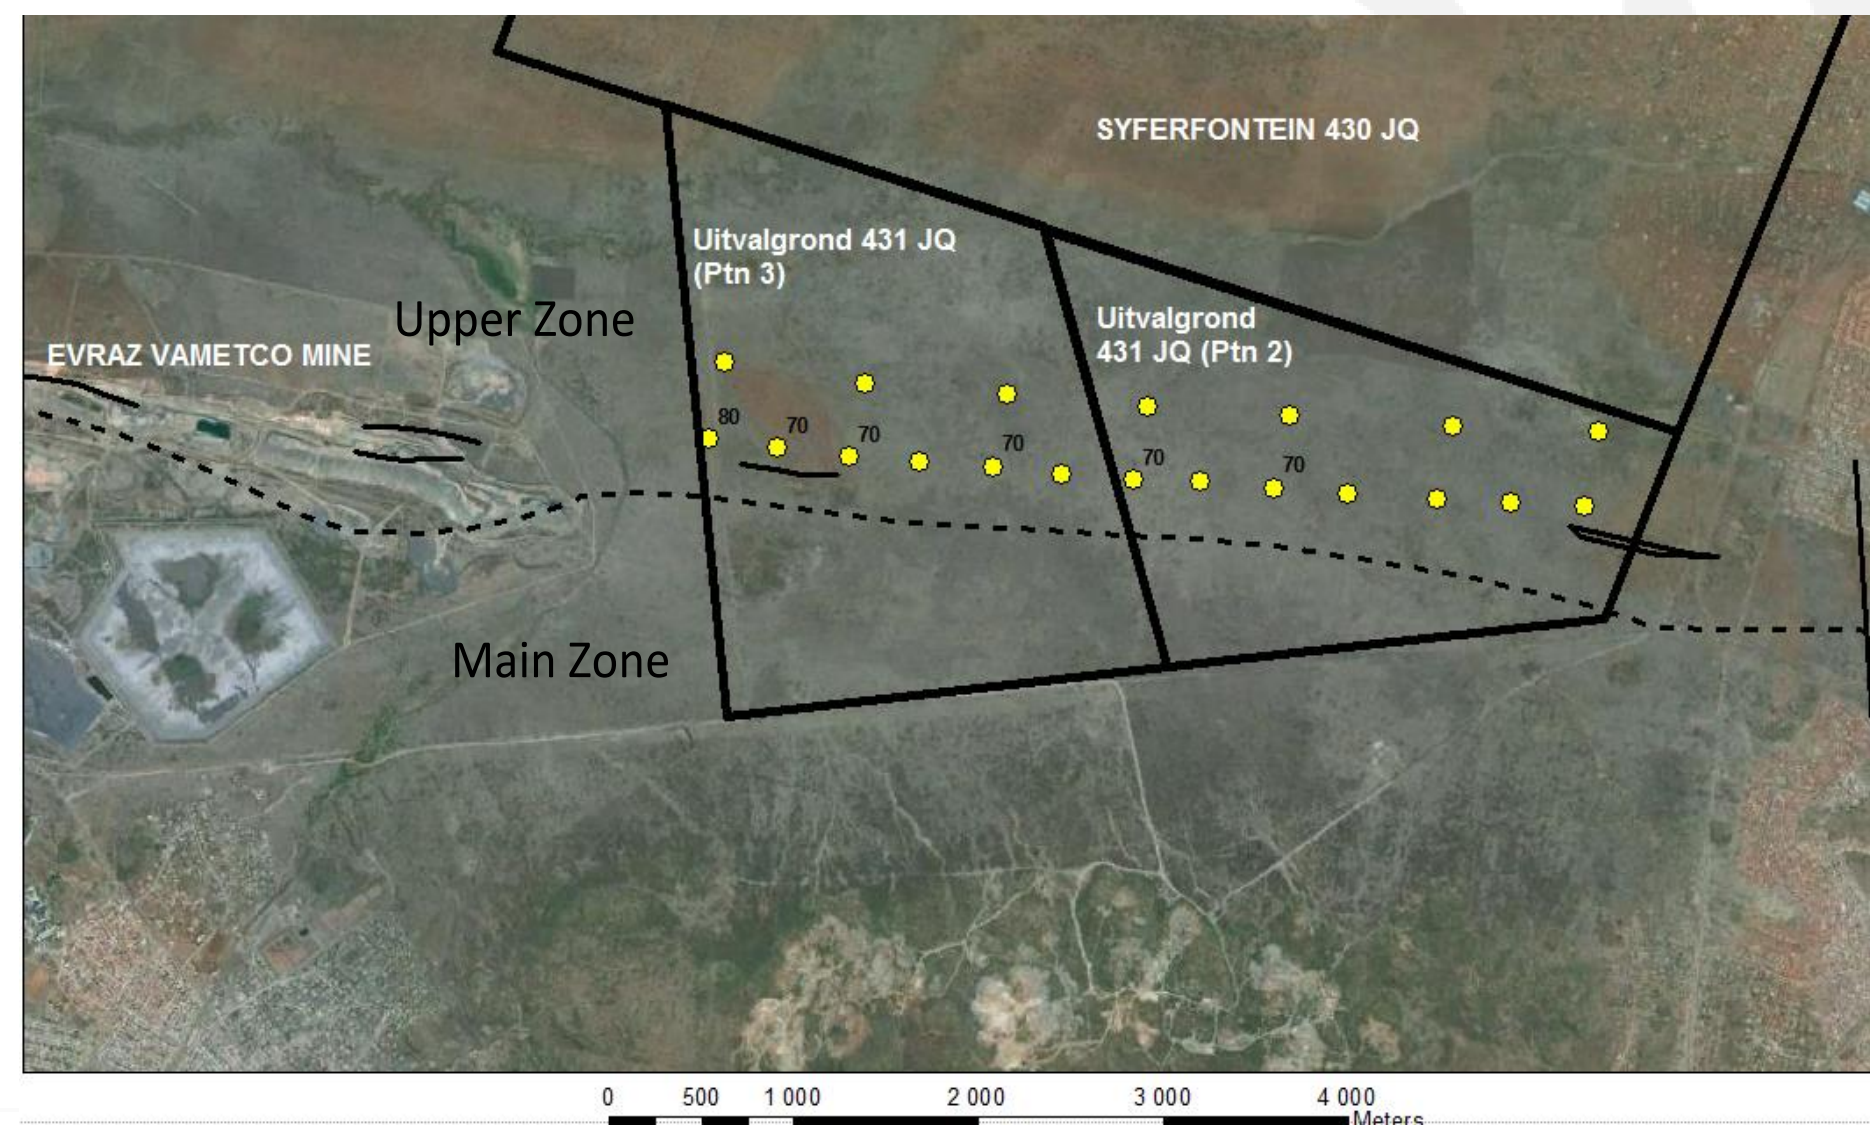 SYFERFONTEIN 430 JQ
Uitvalgrond 431 JQ
(Ptn 3)
Upper Zone
Uitvalgrond
431 JQ (Ptn 2)
EVRAZ VAMETCO MINE
80
70
70
70
70
70
Main Zone
0 500 1 000 2 000 3 000 4 000
Meters